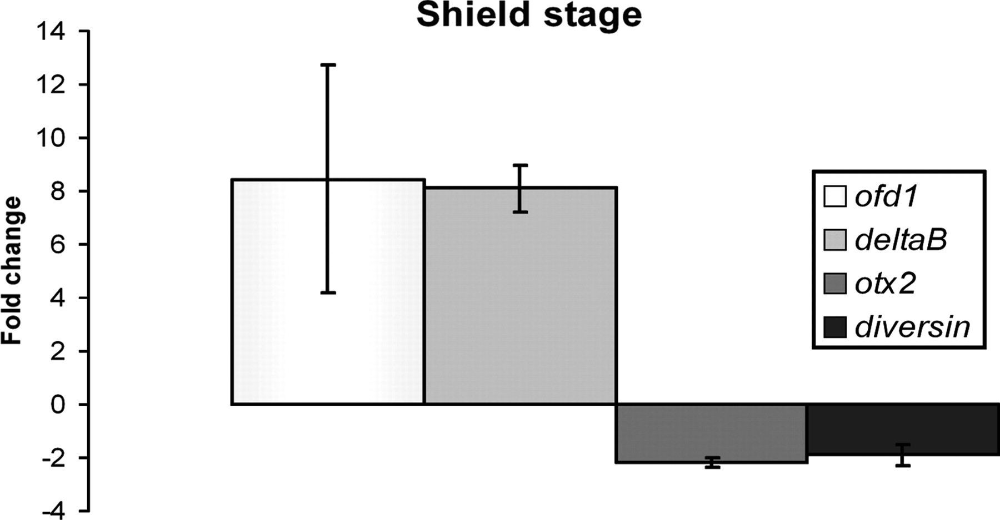 Shield stage
14
12
10
8
6
4
2
0
-2
-4
Fold change
ofd1
deltaB
otx2
diversin